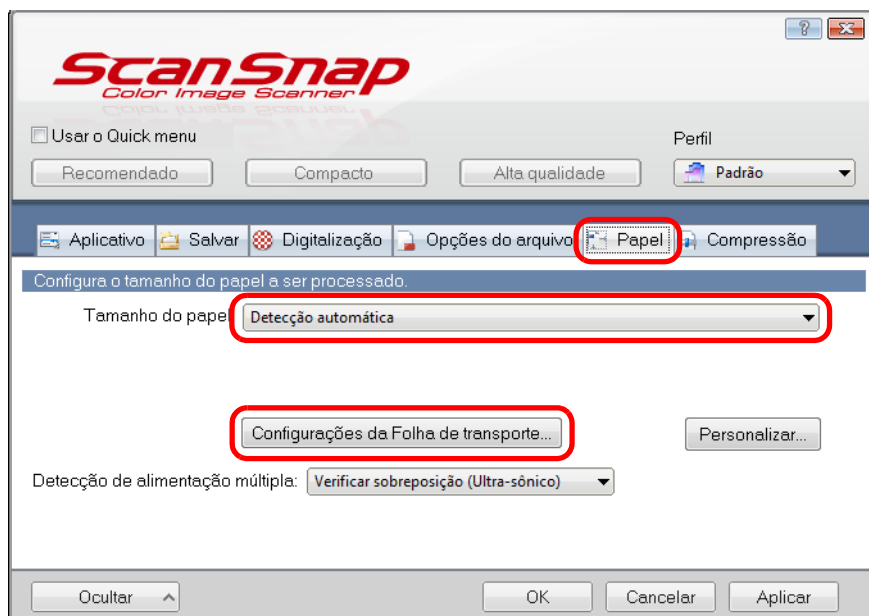 ScanSnap
Color Image Scanner
Usar o Quick menu
Perfil
Recomendado Compacto Alta qualidade Padrão
Aplicativo Salvar Digitalização Opções do arquivo Papel Compressão
Configura o tamanho do papel a ser processado.
Tamanho do papel Detecção automática
Configurações da Folha de transporte... Personalizar...
Detecção de alimentação múltipla: Verificar sobreposição (Ultra-sônico)
Ocultar OK Cancelar Aplicar